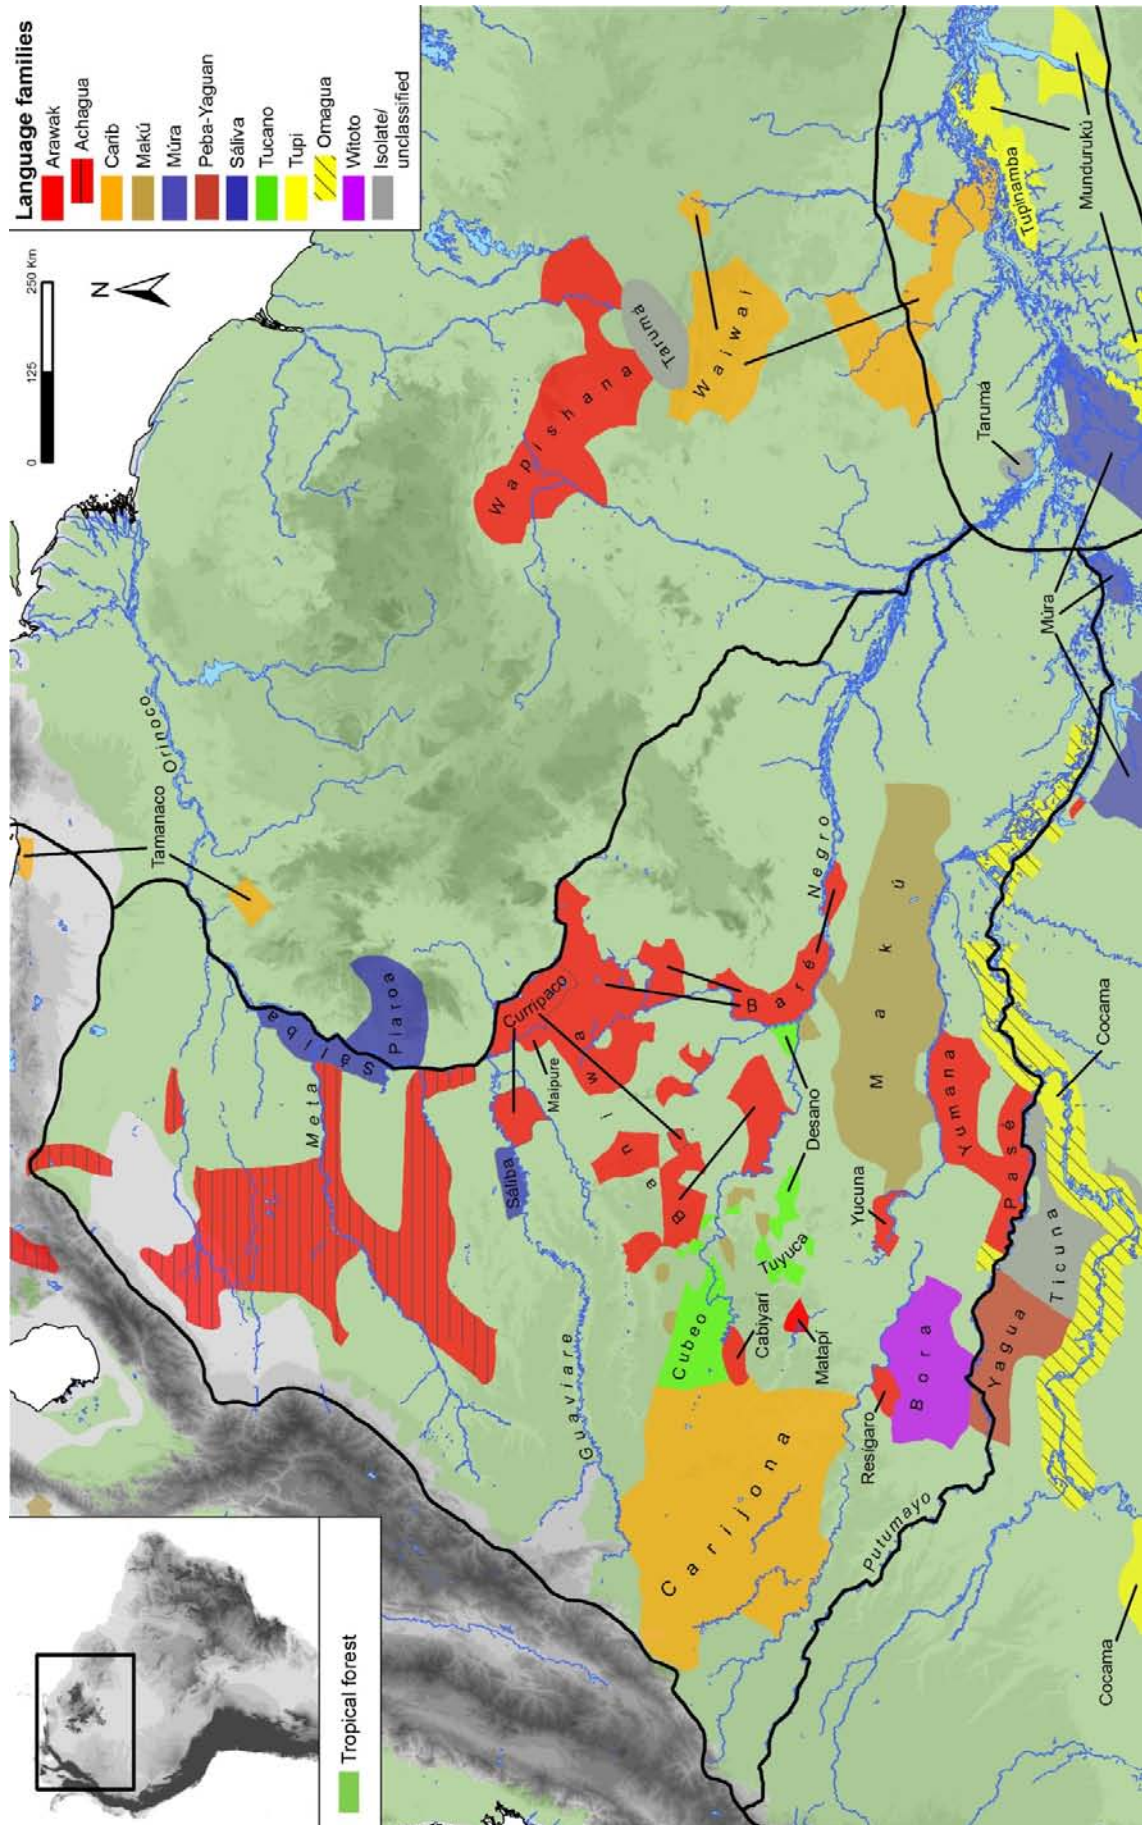 Language families
Arawak
Achagua
Carib
Makú
Múra
Peba-Yaguan
Sáliva
Tucano
Tupi
Omagua
Witoto
Isolate/
unclassified
0 125 250 Km
N
Tropical forest
Orinoco
Tamanaco
Meta
Sáliba
Piaroa
Sáliba
Guaviare
Curripaco
Maipure
Baniwa
Baré
Negro
Wapishana
Tarumá
Waiwai
Tarumá
Cubeo
Cabiyarí
Tuyuca
Desano
Matapí
Yucuna
Makú
Carijona
Resígaro
Bora
Yumana
Pasé
Putumayo
Yagua
Ticuna
Cocama
Cocama
Múra
Tupinamba
Mundurukú